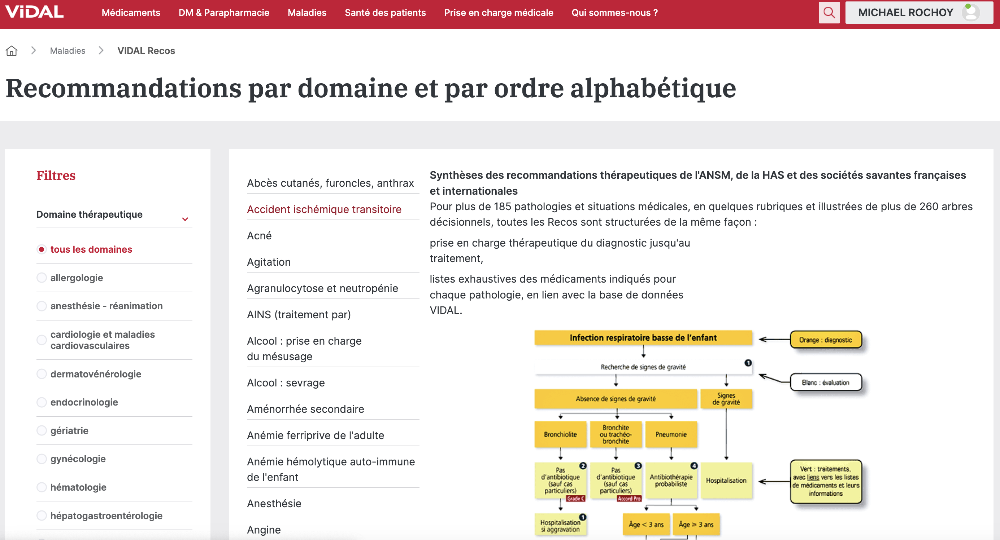 ViDAL
Médicaments
DM & Parapharmacie
Maladies
Santé des patients
Prise en charge médicale
Qui sommes-nous ?
MICHAEL ROCHOY
Maladies
VIDAL Recos
Recommandations par domaine et par ordre alphabétique
Filtres
Domaine thérapeutique
tous les domaines
allergologie
anesthésie - réanimation
cardiologie et maladies
cardiovasculaires
dermatovénérologie
endocrinologie
gériatrie
gynécologie
hématologie
hépatogastroentérologie
Abcès cutanés, furoncles, anthrax
Accident ischémique transitoire
Acné
Agitation
Agranulocytose et neutropénie
AINS (traitement par)
Alcool : prise en charge
du mésusage
Alcool : sevrage
Aménorrhée secondaire
Anémie ferriprive de l'adulte
Anémie hémolytique auto-immune
de l'enfant
Anesthésie
Angine
Synthèses des recommandations thérapeutiques de l'ANSM, de la HAS et des sociétés savantes françaises
et internationales
Pour plus de 185 pathologies et situations médicales, en quelques rubriques et illustrées de plus de 260 arbres
décisionnels, toutes les Recos sont structurées de la même façon :
prise en charge thérapeutique du diagnostic jusqu'au
traitement,
listes exhaustives des médicaments indiqués pour
chaque pathologie, en lien avec la base de données
VIDAL.
Infection respiratoire basse de l'enfant
Orange : diagnostic
Recherche de signes de gravité
1
Blanc : évaluation
Absence de signes de gravité
Signes
de gravité
Bronchiolite
Bronchite
ou trachéo-
bronchite
Pneumonie
2
Pas
d'antibiotique
(sauf cas
particuliers)
Grade C
3
Pas
d'antibiotique
(sauf cas
particuliers)
Accord Pro
4
Antibiothérapie
probabiliste
Hospitalisation
Vert : traitements,
avec liens vers les listes
de médicaments et leurs
informations
1
Hospitalisation
si aggravation
Âge < 3 ans
Âge ≥ 3 ans